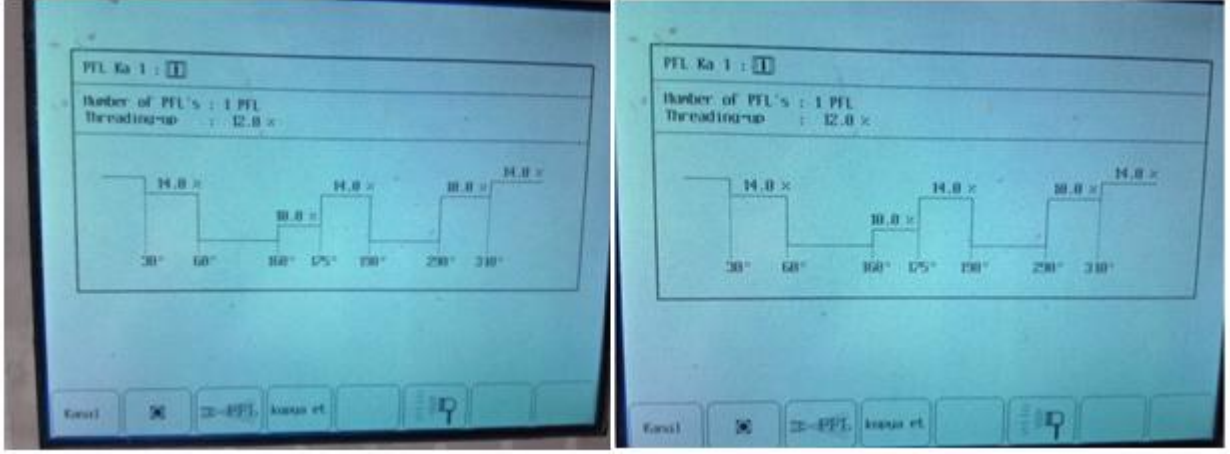 PFL Ka 1 : 1
Number of PFL's : 1 PFL
Threading-up : 12.0 %
14.0 % 10.0 % 14.0 % 10.0 % 14.0 %
30° 60° 160° 175° 190° 290° 310°
Kanal PFL kopya et
PFL Ka 1 : 1
Number of PFL's : 1 PFL
Threading-up : 12.0 %
14.0 % 10.0 % 14.0 % 10.0 % 14.0 %
30° 60° 160° 175° 190° 290° 310°
Kanal PFL kopya et